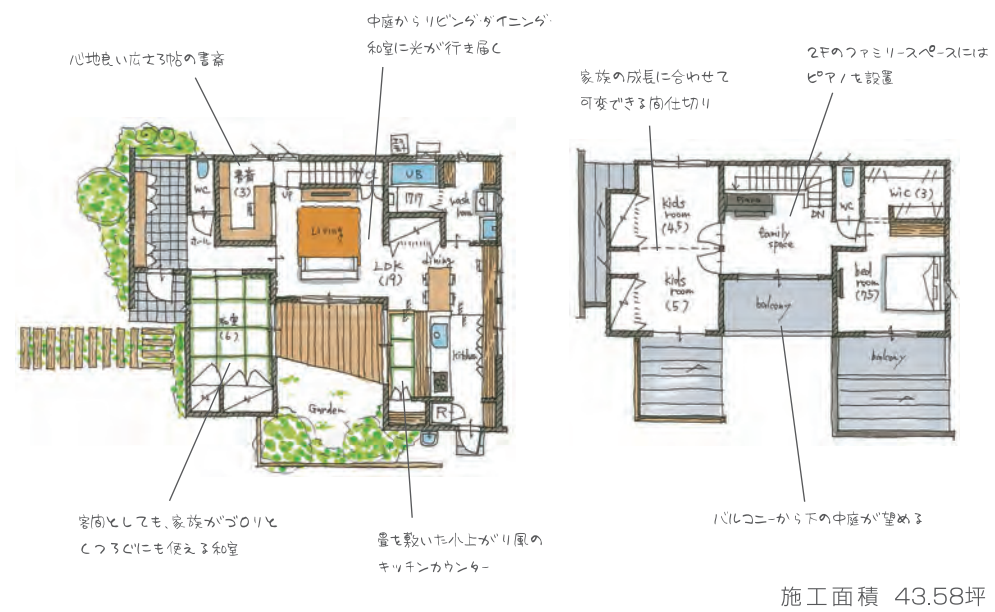 中庭からリビング・ダイニング・
和室に光が行き届く
心地良い広さ3帖の書斎
2Fのファミリースペースには
ピアノを設置
家族の成長に合わせて
可変できる間仕切り
WC
書斎
(3)
UP
UB
wash
room
ホール
Living
LDK
(19)
dining
和室
(6)
kitchen
Garden
R
kids
room
(4.5)
Piano
DN
WC
WiC (3)
family
space
kids
room
(5)
bed
room
(7.5)
balcony
balcony
客間としても、家族がゴロリと
くつろぐにも使える和室
畳を敷いた小上がり風の
キッチンカウンター
バルコニーから下の中庭が望める
施工面積 43.58坪